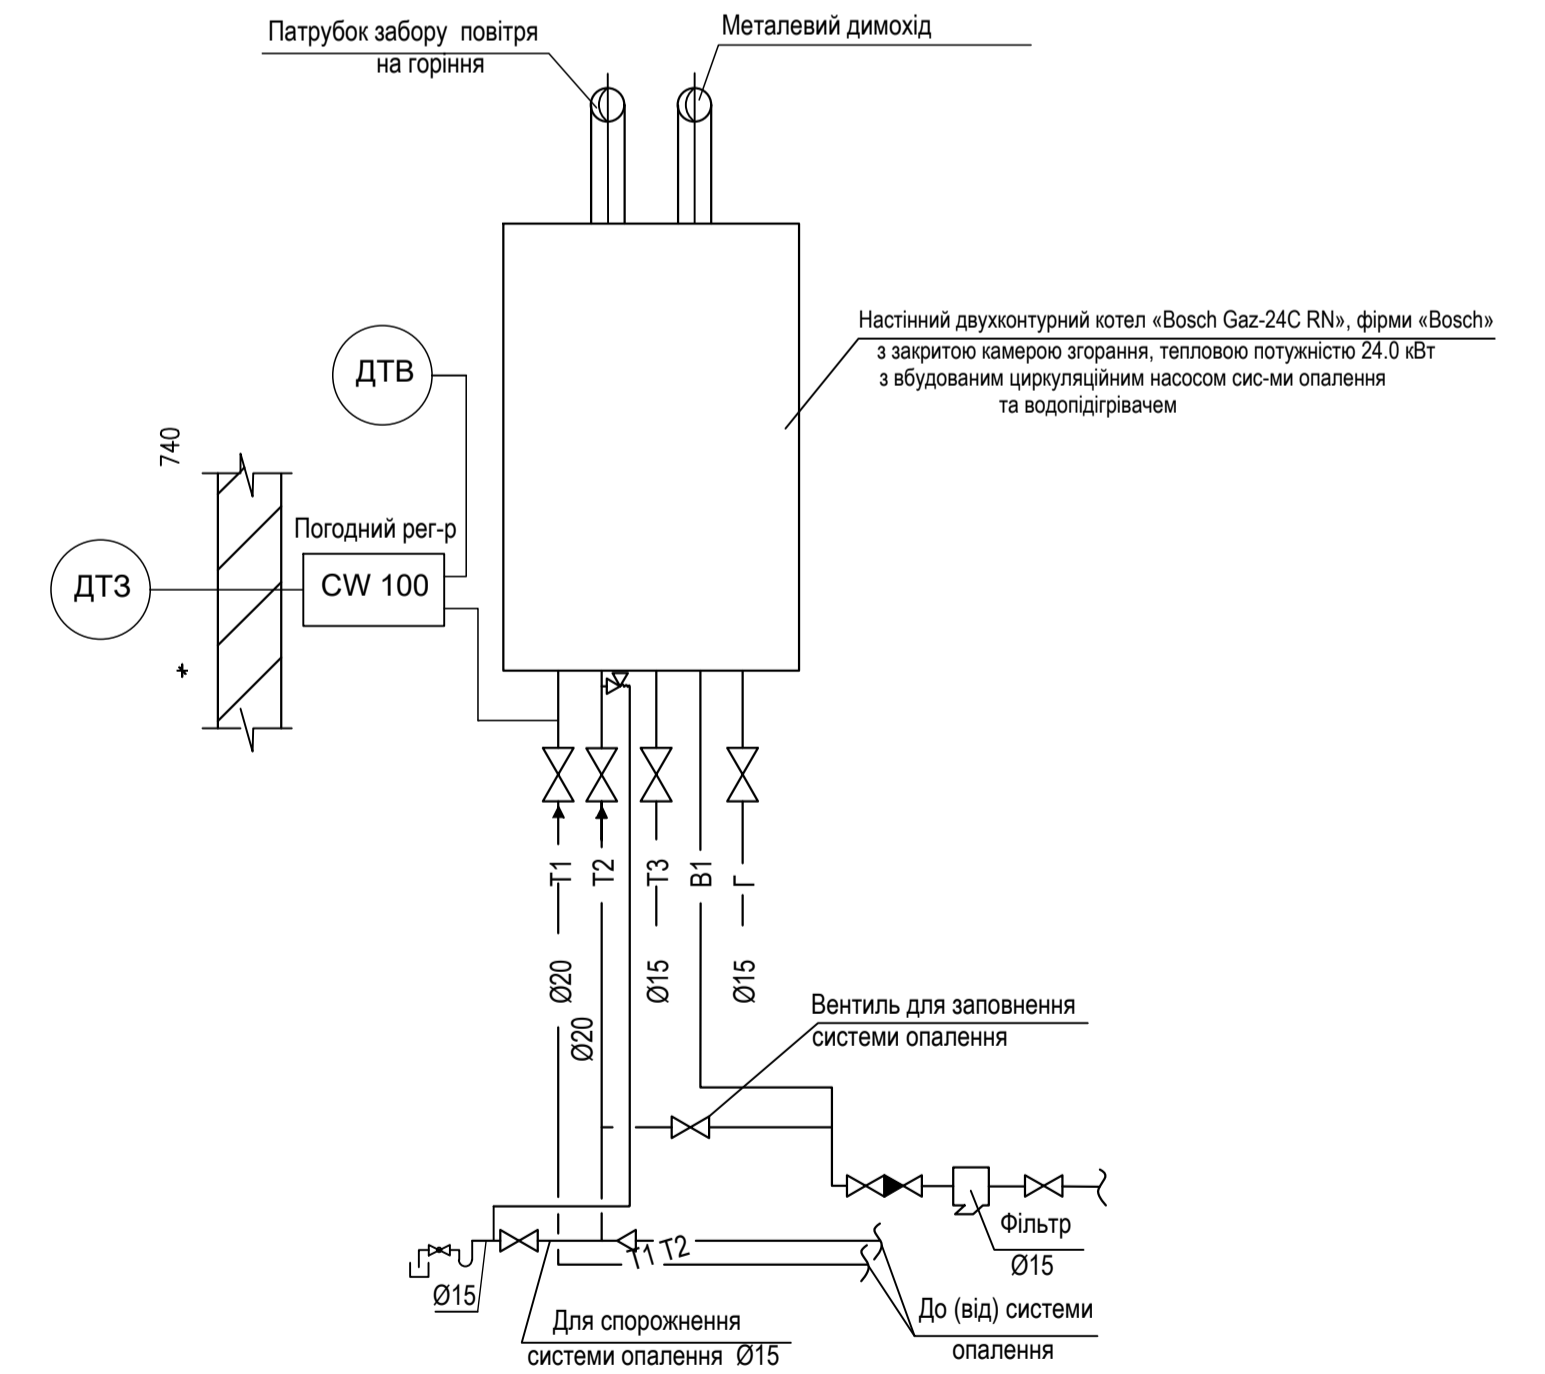 Патрубок забору повітря
на горіння
Металевий димохід
Настінний двухконтурний котел «Bosch Gaz-24C RN», фірми «Bosch»
з закритою камерою згорання, тепловою потужністю 24.0 кВт
з вбудованим циркуляційним насосом сис-ми опалення
та водопідігрівачем
ДТВ
740
Погодний рег-р
ДТЗ
CW 100
*
Т1
Т2
Т3
В1
Г
Ø20
Ø15
Ø15
Ø20
Вентиль для заповнення
системи опалення
Фільтр
Ø15
Т1 Т2
Ø15
Для спорожнення
системи опалення Ø15
До (від) системи
опалення